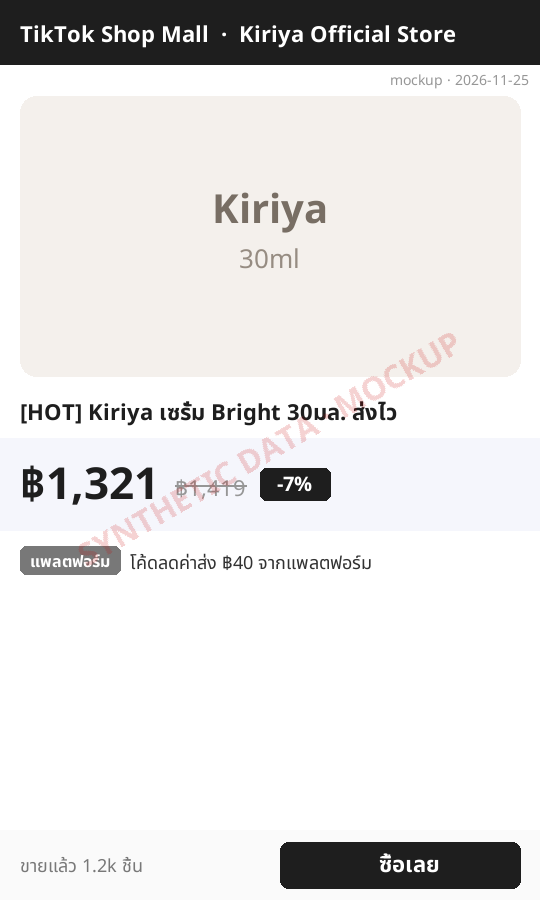 TikTok Shop Mall · Kiriya Official Store
mockup · 2026-11-25
Kiriya
30ml
[HOT] Kiriya เซรั่ม Bright 30มล. ส่งไว
฿1,321 ฿1,419 -7%
แพลตฟอร์ม โค้ดลดค่าส่ง ฿40 จากแพลตฟอร์ม
SYNTHETIC DATA · MOCKUP
ขายแล้ว 1.2k ชิ้น ซื้อเลย